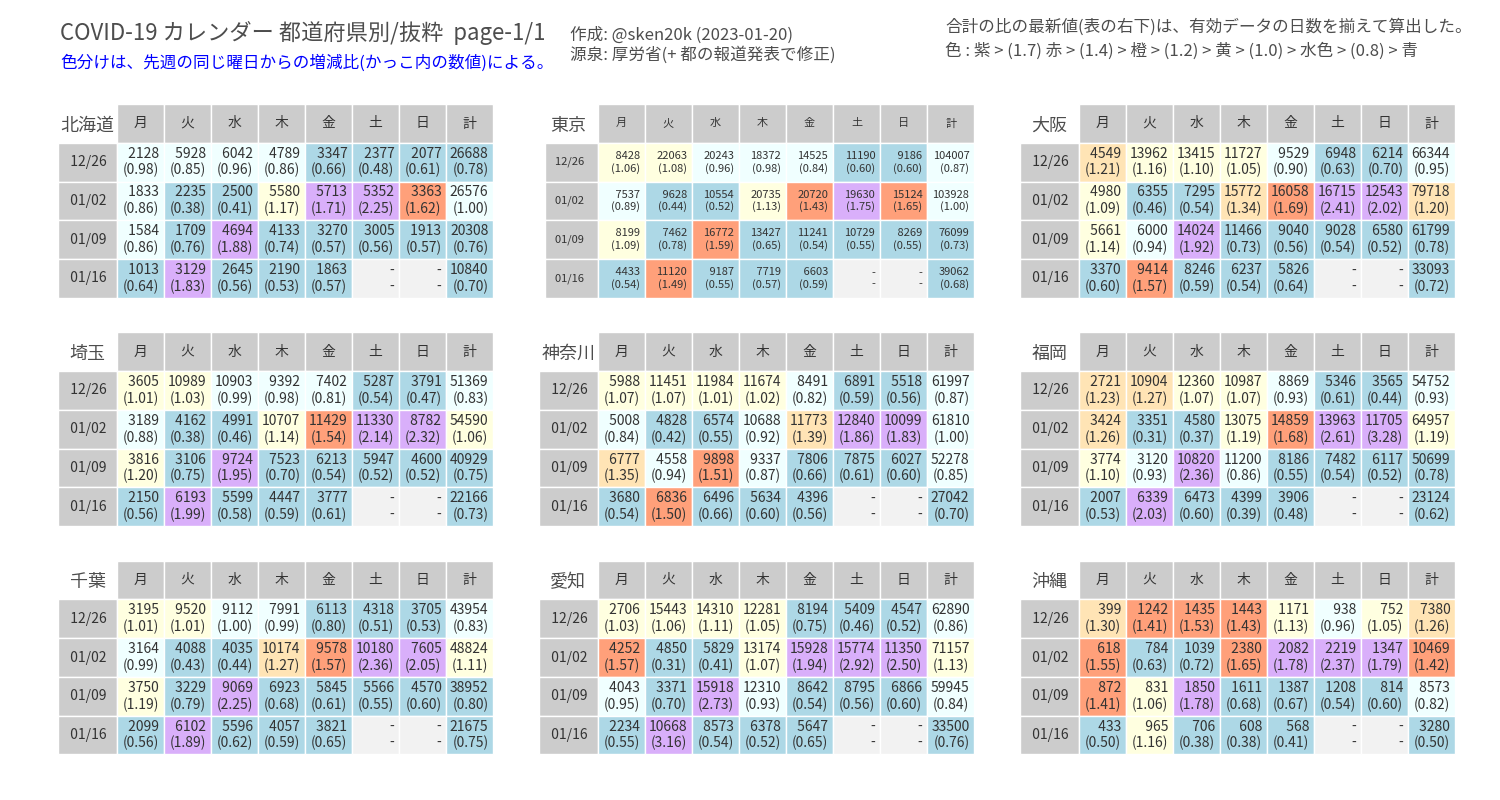 COVID-19 カレンダー 都道府県別/抜粋 page-1/1
作成: @sken20k (2023-01-20)
合計の比の最新値(表の右下)は、有効データの日数を揃えて算出した。
色分けは、先週の同じ曜日からの増減比(かっこ内の数値)による。
源泉: 厚労省(+ 都の報道発表で修正)
色 : 紫 > (1.7) 赤 > (1.4) > 橙 > (1.2) > 黄 > (1.0) > 水色 > (0.8) > 青
北海道 月 火 水 木 金 土 日 計
12/26 2128 5928 6042 4789 3347 2377 2077 26688
(0.98) (0.85) (0.96) (0.86) (0.66) (0.48) (0.61) (0.78)
01/02 1833 2235 2500 5580 5713 5352 3363 26576
(0.86) (0.38) (0.41) (1.17) (1.71) (2.25) (1.62) (1.00)
01/09 1584 1709 4694 4133 3270 3005 1913 20308
(0.86) (0.76) (1.88) (0.74) (0.57) (0.56) (0.57) (0.76)
01/16 1013 3129 2645 2190 1863 - - 10840
(0.64) (1.83) (0.56) (0.53) (0.57) - - (0.70)
東京 月 火 水 木 金 土 日 計
12/26 8428 22063 20243 18372 14525 11190 9186 104007
(1.06) (1.08) (0.96) (0.98) (0.84) (0.60) (0.60) (0.87)
01/02 7537 9628 10554 20735 20720 19630 15124 103928
(0.89) (0.44) (0.52) (1.13) (1.43) (1.75) (1.65) (1.00)
01/09 8199 7462 16772 13427 11241 10729 8269 76099
(1.09) (0.78) (1.59) (0.65) (0.54) (0.55) (0.55) (0.73)
01/16 4433 11120 9187 7719 6603 - - 39062
(0.54) (1.49) (0.55) (0.57) (0.59) - - (0.68)
大阪 月 火 水 木 金 土 日 計
12/26 4549 13962 13415 11727 9529 6948 6214 66344
(1.21) (1.16) (1.10) (1.05) (0.90) (0.63) (0.70) (0.95)
01/02 4980 6355 7295 15772 16058 16715 12543 79718
(1.09) (0.46) (0.54) (1.34) (1.69) (2.41) (2.02) (1.20)
01/09 5661 6000 14024 11466 9040 9028 6580 61799
(1.14) (0.94) (1.92) (0.73) (0.56) (0.54) (0.52) (0.78)
01/16 3370 9414 8246 6237 5826 - - 33093
(0.60) (1.57) (0.59) (0.54) (0.64) - - (0.72)
埼玉 月 火 水 木 金 土 日 計
12/26 3605 10989 10903 9392 7402 5287 3791 51369
(1.01) (1.03) (0.99) (0.98) (0.81) (0.54) (0.47) (0.83)
01/02 3189 4162 4991 10707 11429 11330 8782 54590
(0.88) (0.38) (0.46) (1.14) (1.54) (2.14) (2.32) (1.06)
01/09 3816 3106 9724 7523 6213 5947 4600 40929
(1.20) (0.75) (1.95) (0.70) (0.54) (0.52) (0.52) (0.75)
01/16 2150 6193 5599 4447 3777 - - 22166
(0.56) (1.99) (0.58) (0.59) (0.61) - - (0.73)
神奈川 月 火 水 木 金 土 日 計
12/26 5988 11451 11984 11674 8491 6891 5518 61997
(1.07) (1.07) (1.01) (1.02) (0.82) (0.59) (0.56) (0.87)
01/02 5008 4828 6574 10688 11773 12840 10099 61810
(0.84) (0.42) (0.55) (0.92) (1.39) (1.86) (1.83) (1.00)
01/09 6777 4558 9898 9337 7806 7875 6027 52278
(1.35) (0.94) (1.51) (0.87) (0.66) (0.61) (0.60) (0.85)
01/16 3680 6836 6496 5634 4396 - - 27042
(0.54) (1.50) (0.66) (0.60) (0.56) - - (0.70)
福岡 月 火 水 木 金 土 日 計
12/26 2721 10904 12360 10987 8869 5346 3565 54752
(1.23) (1.27) (1.07) (1.07) (0.93) (0.61) (0.44) (0.93)
01/02 3424 3351 4580 13075 14859 13963 11705 64957
(1.26) (0.31) (0.37) (1.19) (1.68) (2.61) (3.28) (1.19)
01/09 3774 3120 10820 11200 8186 7482 6117 50699
(1.10) (0.93) (2.36) (0.86) (0.55) (0.54) (0.52) (0.78)
01/16 2007 6339 6473 4399 3906 - - 23124
(0.53) (2.03) (0.60) (0.39) (0.48) - - (0.62)
千葉 月 火 水 木 金 土 日 計
12/26 3195 9520 9112 7991 6113 4318 3705 43954
(1.01) (1.01) (1.00) (0.99) (0.80) (0.51) (0.53) (0.83)
01/02 3164 4088 4035 10174 9578 10180 7605 48824
(0.99) (0.43) (0.44) (1.27) (1.57) (2.36) (2.05) (1.11)
01/09 3750 3229 9069 6923 5845 5566 4570 38952
(1.19) (0.79) (2.25) (0.68) (0.61) (0.55) (0.60) (0.80)
01/16 2099 6102 5596 4057 3821 - - 21675
(0.56) (1.89) (0.62) (0.59) (0.65) - - (0.75)
愛知 月 火 水 木 金 土 日 計
12/26 2706 15443 14310 12281 8194 5409 4547 62890
(1.03) (1.06) (1.11) (1.05) (0.75) (0.46) (0.52) (0.86)
01/02 4252 4850 5829 13174 15928 15774 11350 71157
(1.57) (0.31) (0.41) (1.07) (1.94) (2.92) (2.50) (1.13)
01/09 4043 3371 15918 12310 8642 8795 6866 59945
(0.95) (0.70) (2.73) (0.93) (0.54) (0.56) (0.60) (0.84)
01/16 2234 10668 8573 6378 5647 - - 33500
(0.55) (3.16) (0.54) (0.52) (0.65) - - (0.76)
沖縄 月 火 水 木 金 土 日 計
12/26 399 1242 1435 1443 1171 938 752 7380
(1.30) (1.41) (1.53) (1.43) (1.13) (0.96) (1.05) (1.26)
01/02 618 784 1039 2380 2082 2219 1347 10469
(1.55) (0.63) (0.72) (1.65) (1.78) (2.37) (1.79) (1.42)
01/09 872 831 1850 1611 1387 1208 814 8573
(1.41) (1.06) (1.78) (0.68) (0.67) (0.54) (0.60) (0.82)
01/16 433 965 706 608 568 - - 3280
(0.50) (1.16) (0.38) (0.38) (0.41) - - (0.50)